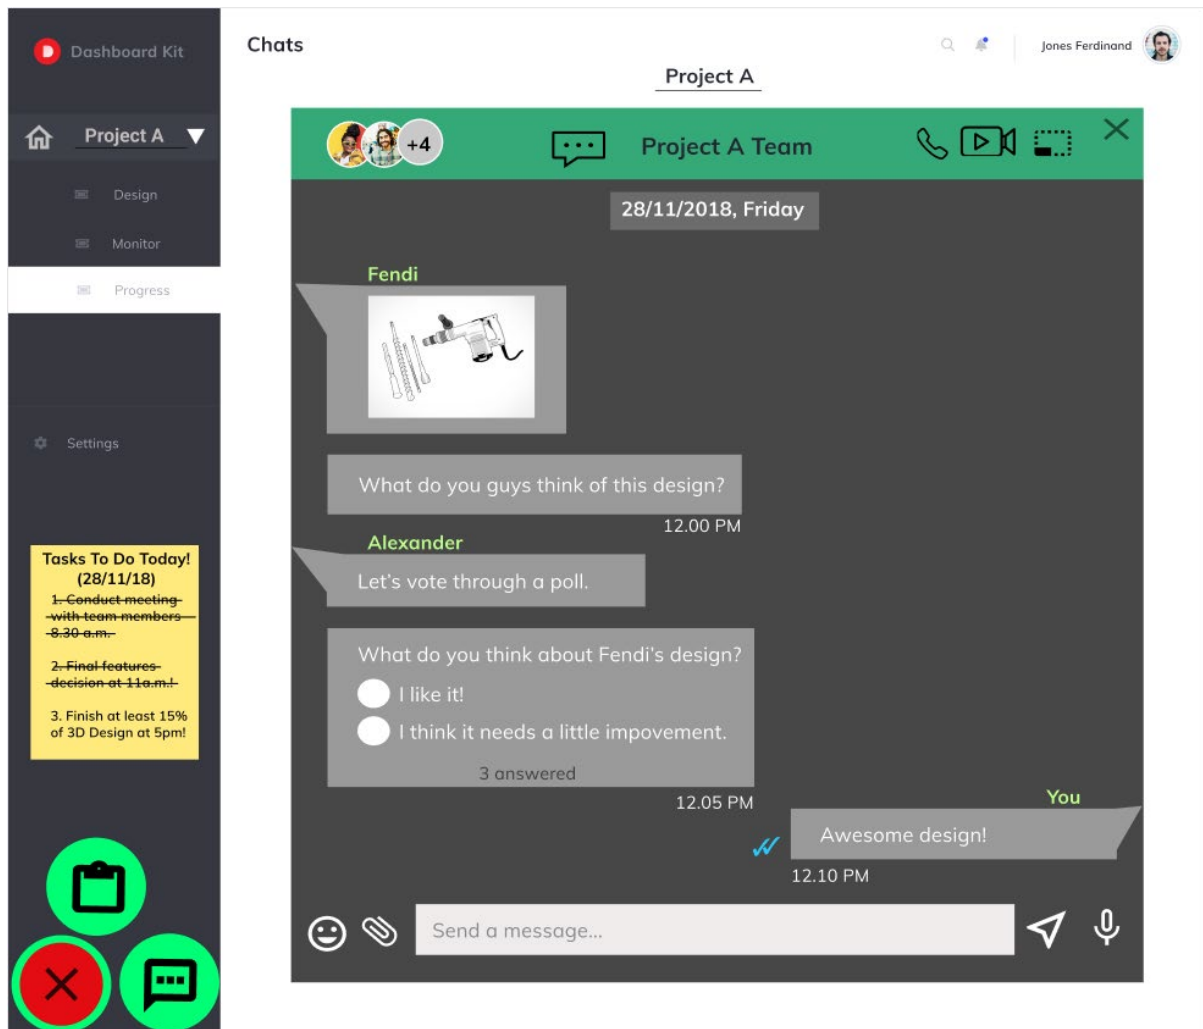 Dashboard Kit
Project A
Design
Monitor
Progress
Settings
Tasks To Do Today!
(28/11/18)
1. Conduct meeting
with team members
8.30 a.m.
2. Final features
decision at 11a.m.!
3. Finish at least 15%
of 3D Design at 5pm!
Chats
Jones Ferdinand
Project A
+4
Project A Team
28/11/2018, Friday
Fendi
What do you guys think of this design?
12.00 PM
Alexander
Let's vote through a poll.
What do you think about Fendi's design?
I like it!
I think it needs a little impovement.
3 answered
12.05 PM
You
Awesome design!
12.10 PM
Send a message...